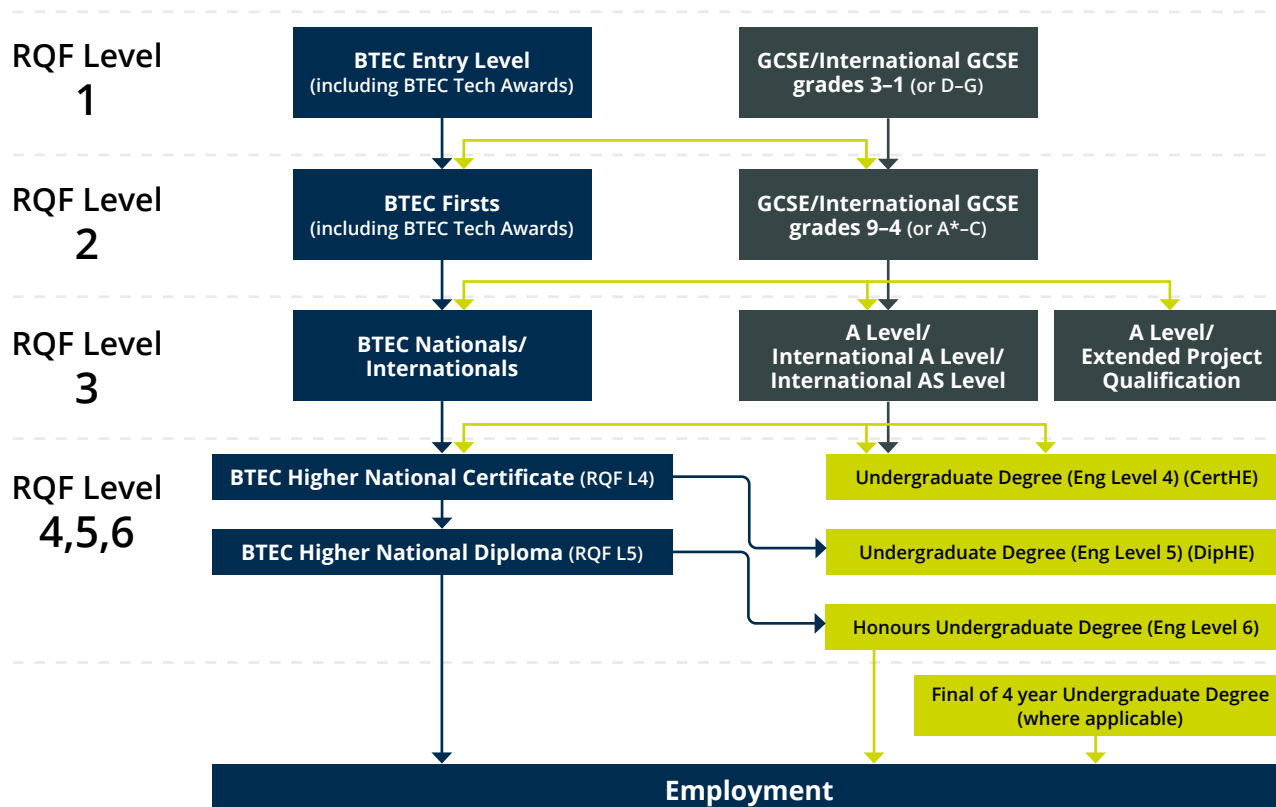 RQF Level
1
BTEC Entry Level
(including BTEC Tech Awards)
GCSE/International GCSE
grades 3–1 (or D–G)
RQF Level
2
BTEC Firsts
(including BTEC Tech Awards)
GCSE/International GCSE
grades 9–4 (or A*–C)
RQF Level
3
BTEC Nationals/
Internationals
A Level/
International A Level/
International AS Level
A Level/
Extended Project
Qualification
RQF Level
4,5,6
BTEC Higher National Certificate (RQF L4)
Undergraduate Degree (Eng Level 4) (CertHE)
BTEC Higher National Diploma (RQF L5)
Undergraduate Degree (Eng Level 5) (DipHE)
Honours Undergraduate Degree (Eng Level 6)
Final of 4 year Undergraduate Degree
(where applicable)
Employment